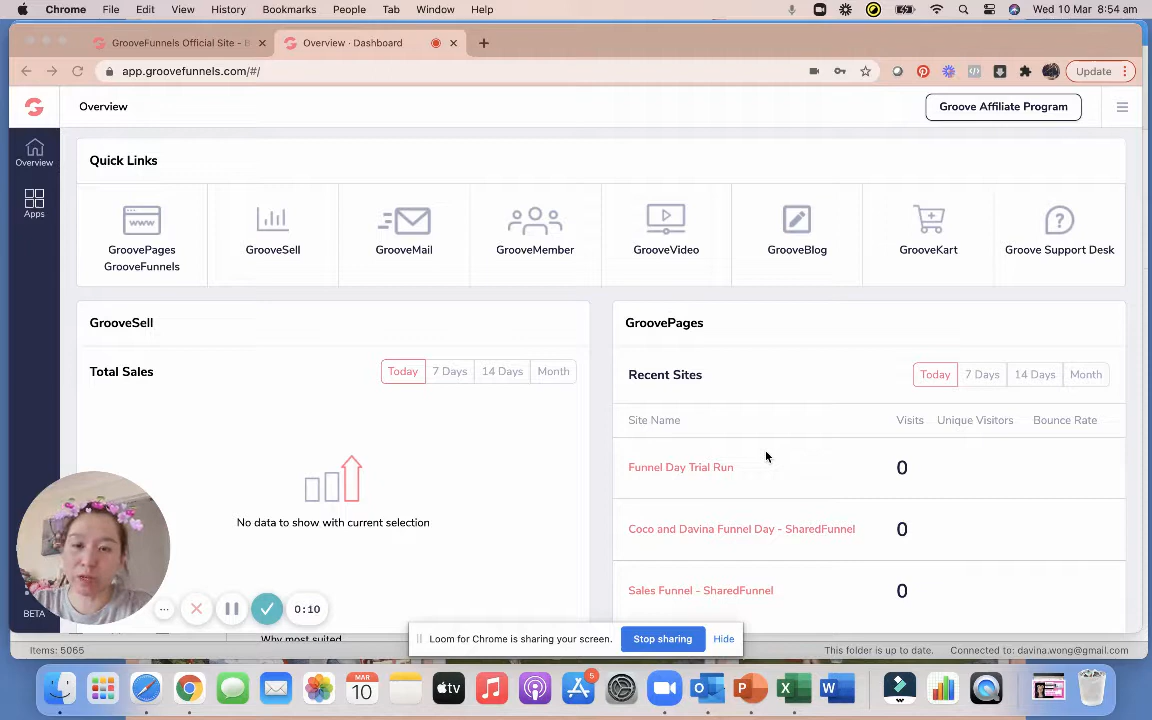 Chrome File Edit View History Bookmarks People Tab Window Help Wed 10 Mar 8:54 am
GrooveFunnels Official Site - B
Overview · Dashboard
app.groovefunnels.com/#/
Update
Overview
Groove Affiliate Program
Overview
Apps
BETA
Quick Links
GroovePages
GrooveFunnels
GrooveSell
GrooveMail
GrooveMember
GrooveVideo
GrooveBlog
GrooveKart
Groove Support Desk
GrooveSell
Total Sales
Today 7 Days 14 Days Month
No data to show with current selection
GroovePages
Recent Sites
Today 7 Days 14 Days Month
Site Name Visits Unique Visitors Bounce Rate
Funnel Day Trial Run 0
Coco and Davina Funnel Day - SharedFunnel 0
Sales Funnel - SharedFunnel 0
0:10
Loom for Chrome is sharing your screen. Stop sharing Hide
Why most suited
Items: 5065
This folder is up to date. Connected to: davina.wong@gmail.com
MAR
10
tv
5